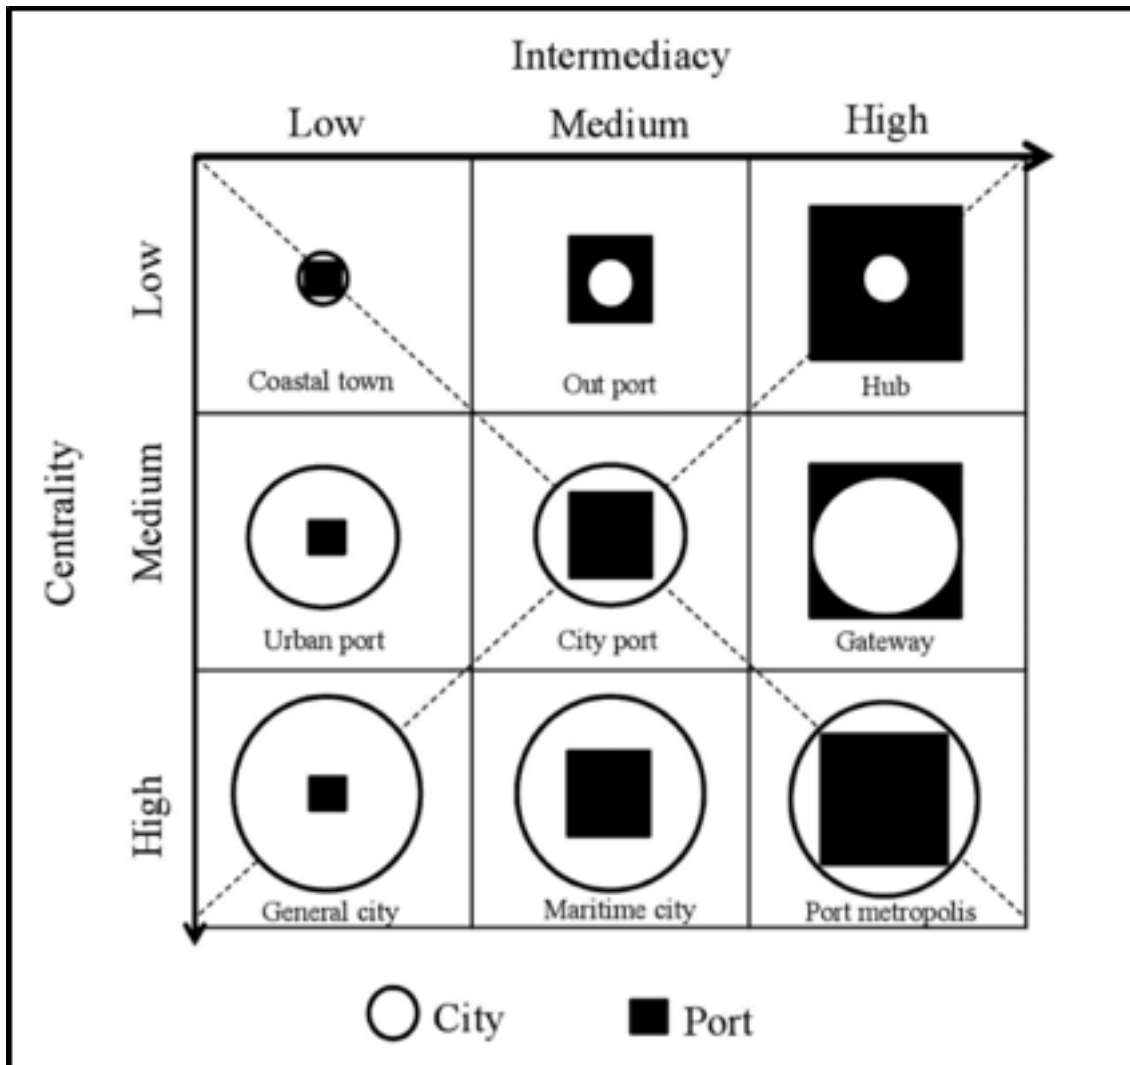 Intermediacy
Low
Medium
High
Centrality
Low
Coastal town
Out port
Hub
Medium
Urban port
City port
Gateway
High
General city
Maritime city
Port metropolis
City
Port